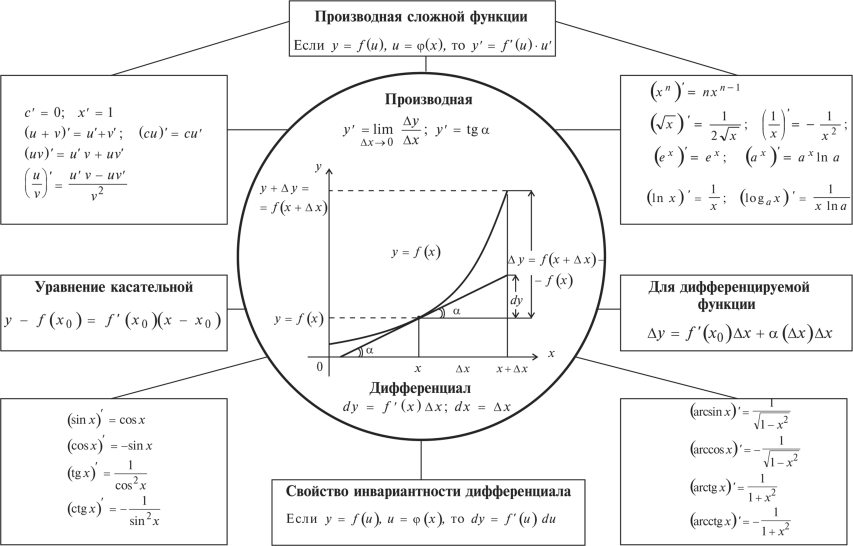 Производная сложной функции
Если y = f(u), u = φ(x), то y′ = f′(u)· u′
c′ = 0; x′ = 1
(u + v)′ = u′+v′; (cu)′ = cu′
(uv)′ = u′ v + uv′
(u/v)′ = (u′ v − uv′)/v²
Производная
y′ = lim Δx→0 Δy/Δx; y′ = tg α
(xⁿ)′ = nxⁿ⁻¹
(√x)′ = 1/(2√x); (1/x)′ = − 1/x²;
(eˣ)′ = eˣ; (aˣ)′ = aˣ ln a
(ln x)′ = 1/x; (logₐx)′ = 1/(x ln a)
y
y + Δy =
= f(x + Δx)
y = f(x)
Δy = f(x + Δx) −
− f(x)
dy
y = f(x)
α
α
0
x
Δx
x + Δx
x
Дифференциал
dy = f′(x) Δx; dx = Δx
Уравнение касательной
y − f(x₀) = f′(x₀)(x − x₀)
Для дифференцируемой
функции
Δy = f′(x₀)Δx + α(Δx)Δx
(sin x)′ = cos x
(cos x)′ = −sin x
(tg x)′ = 1/cos²x
(ctg x)′ = − 1/sin²x
(arcsin x)′ = 1/√(1−x²)
(arccos x)′ = − 1/√(1−x²)
(arctg x)′ = 1/(1+x²)
(arcctg x)′ = − 1/(1+x²)
Свойство инвариантности дифференциала
Если y = f(u), u = φ(x), то dy = f′(u) du